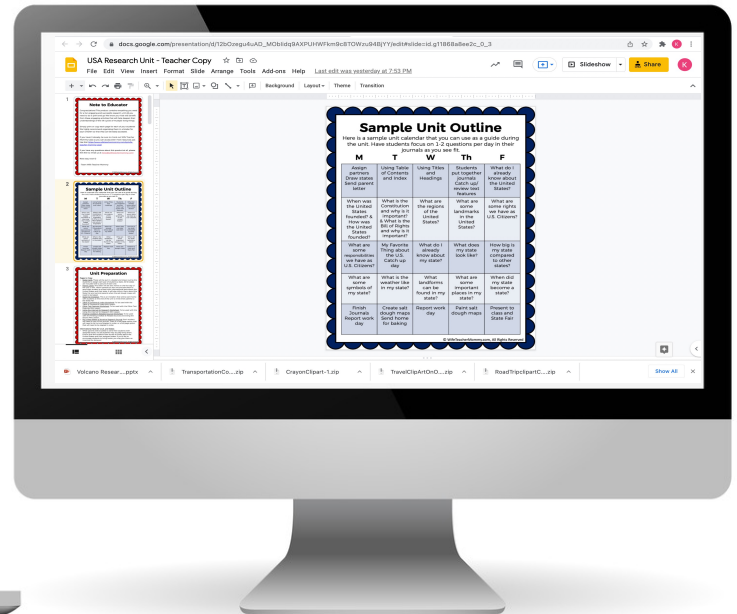 docs.google.com/presentation/d/12bOzegu4uAD_MObIidq9AXPUHWFkm9c8TOWzu94BjYY/edit#slide=id.g11868a8ee2c_0_3
K
USA Research Unit - Teacher Copy
File Edit View Insert Format Slide Arrange Tools Add-ons Help Last edit was yesterday at 7:53 PM
Slideshow
Share
K
Background Layout Theme Transition
1
Note to Educator
2
Sample Unit Outline
3
Unit Preparation
Sample Unit Outline
Here is a sample unit calendar that you can use as a guide during
the unit. Have students focus on 1-2 questions per day in their
journals as you see fit.
M T W Th F
Assign
partners
Draw states
Send parent
letter
Using Table
of Contents
and Index
Using Titles
and
Headings
Students
put together
journals
Catch up/
review text
features
What do I
already
know about
the United
States?
When was
the United
States
founded? &
How was
the United
States
founded?
What is the
Constitution
and why is it
important?
& What is the
Bill of Rights
and why is it
important?
What are
the regions
of the
United
States?
What are
some
landmarks
in the
United
States?
What are
some rights
we have as
U.S. Citizens?
What are
some
responsibilities
we have as
U.S. Citizens?
My Favorite
Thing about
the U.S.
Catch up
day
What do I
already
know about
my state?
What does
my state
look like?
How big is
my state
compared
to other
states?
What are
some
symbols of
my state?
What is the
weather like
in my state?
What
landforms
can be
found in my
state?
What are
some
important
places in my
state?
When did
my state
become a
state?
Finish
Journals
Report work
day
Create salt
dough maps
Send home
for baking
Report work
day
Paint salt
dough maps
Present to
class and
State Fair
© WifeTeacherMommy.com, All Rights Reserved
Volcano Resear....pptx
TransportationCo....zip
CrayonClipart-1.zip
TravelClipArtOnO....zip
RoadTripclipartC....zip
Show All